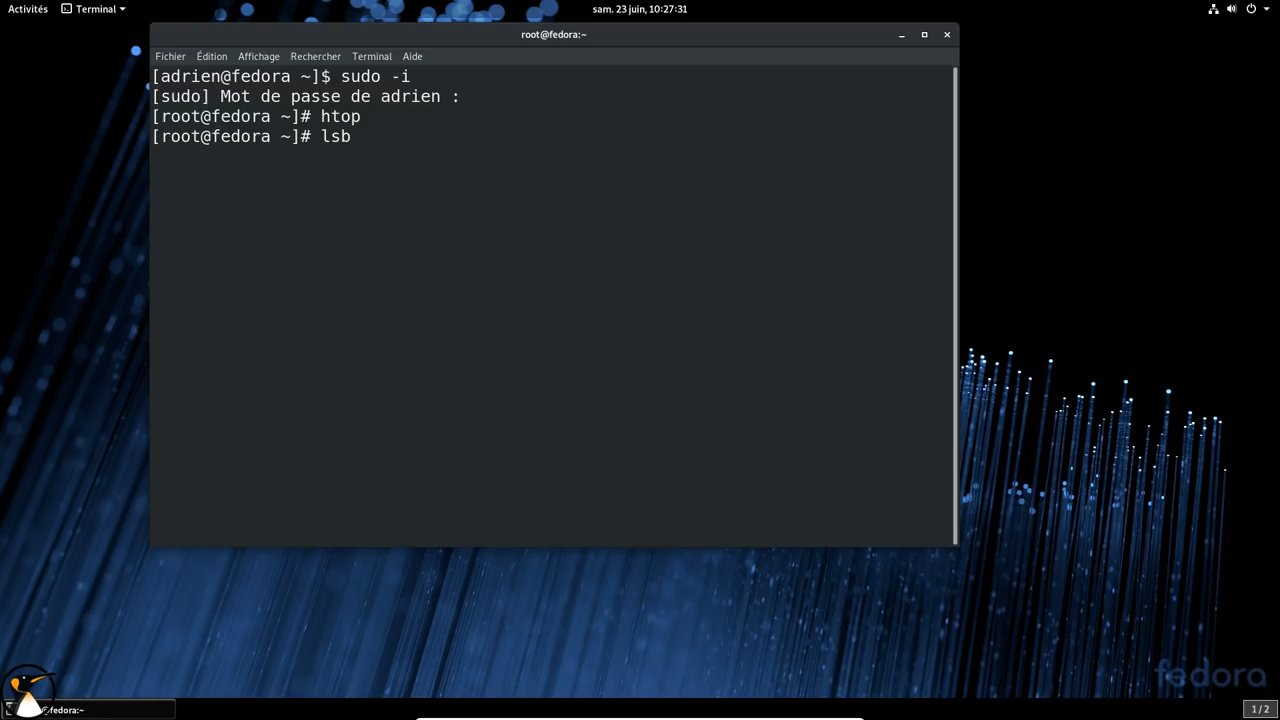 Activités Terminal sam. 23 juin, 10:27:31
root@fedora:~
Fichier Édition Affichage Rechercher Terminal Aide
[adrien@fedora ~]$ sudo -i
[sudo] Mot de passe de adrien :
[root@fedora ~]# htop
[root@fedora ~]# lsb
fedora
@fedora:~ 1 / 2